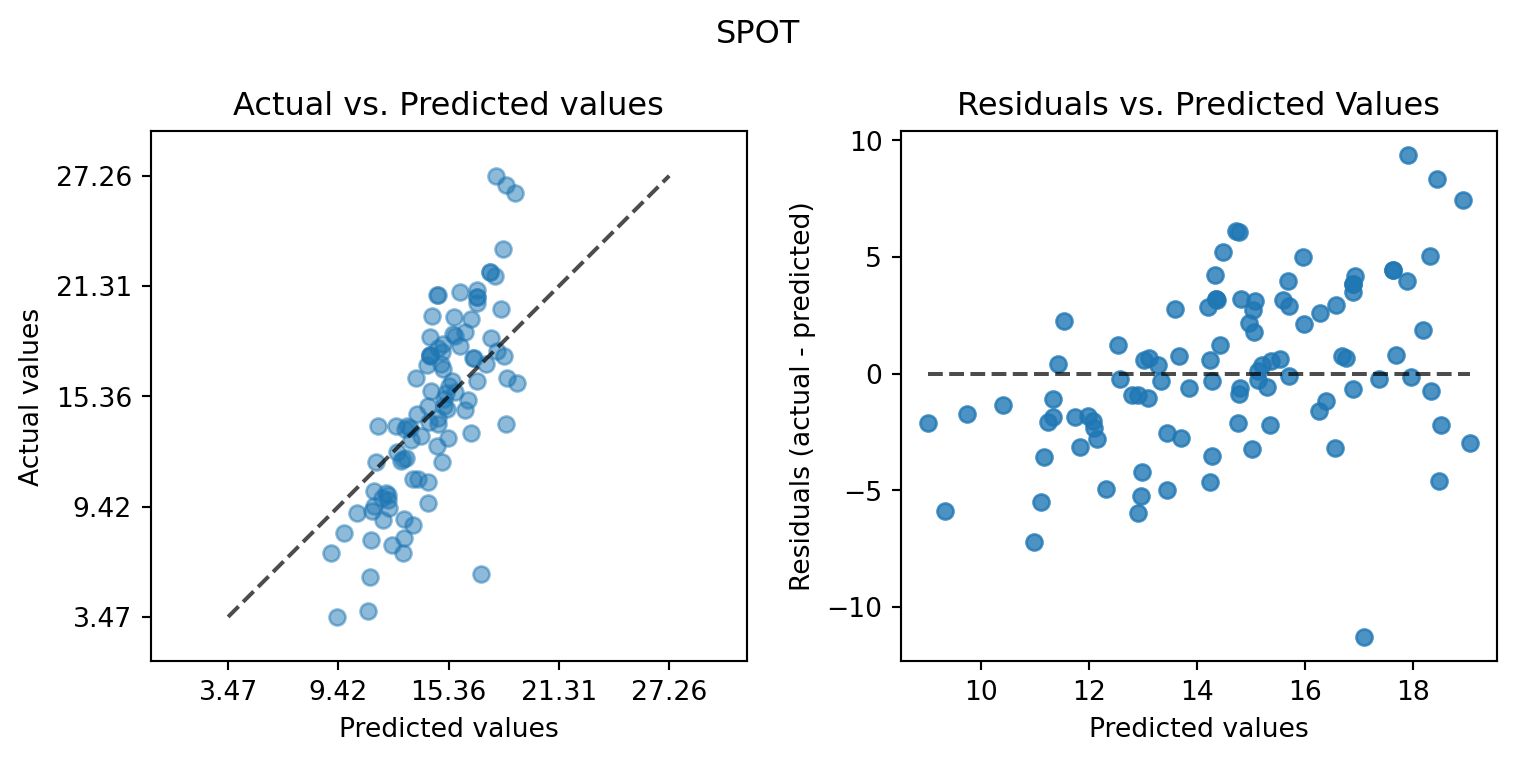 SPOT
Actual vs. Predicted values
Actual values
27.26
21.31
15.36
9.42
3.47
3.47 9.42 15.36 21.31 27.26
Predicted values
Residuals vs. Predicted Values
Residuals (actual - predicted)
10
5
0
−5
−10
10 12 14 16 18
Predicted values